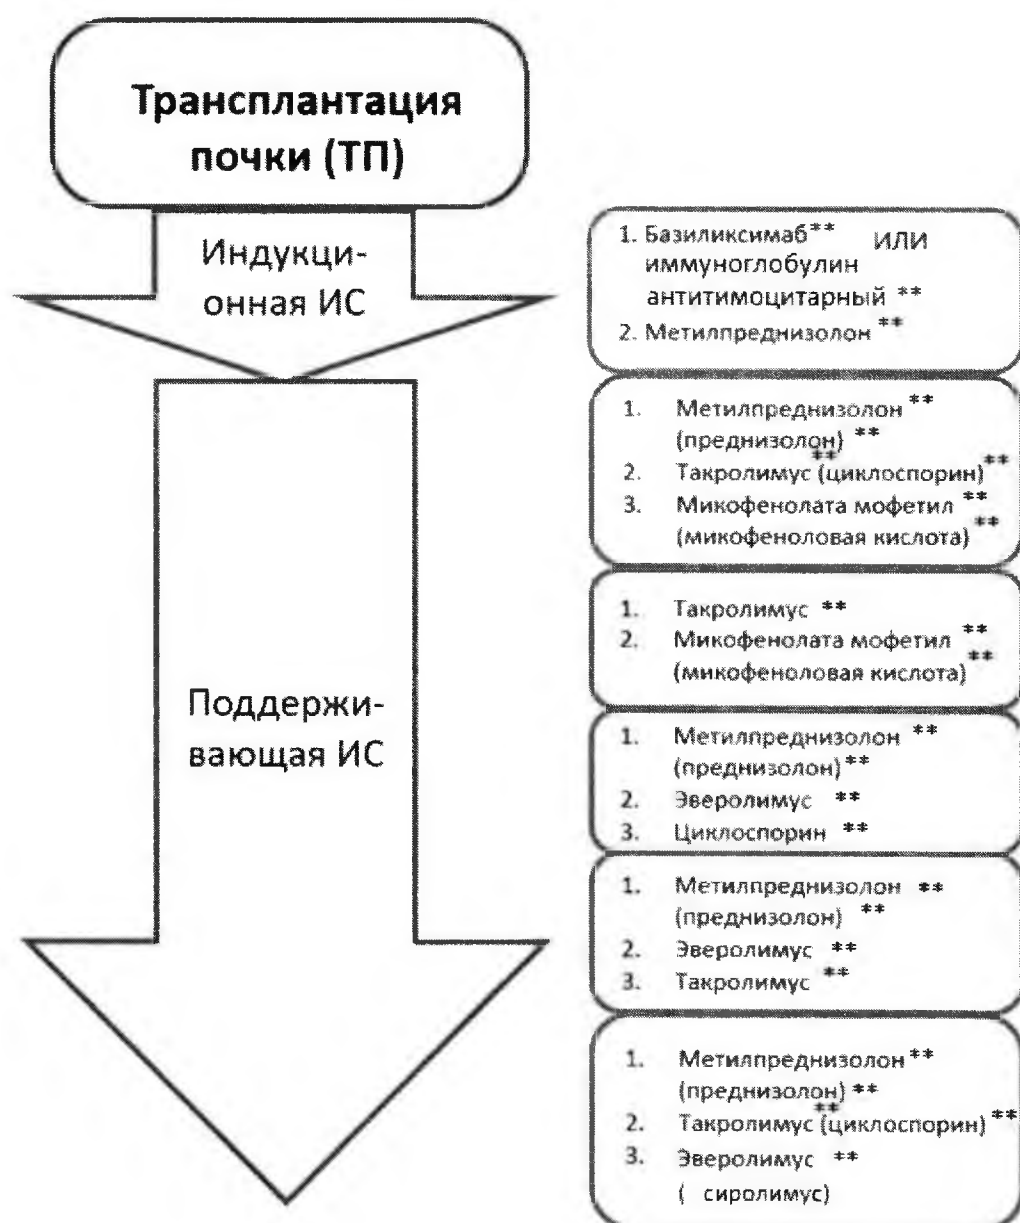 Трансплантация
почки (ТП)
Индукци-
онная ИС
1. Базиликсимаб** ИЛИ
иммуноглобулин
антитимоцитарный **
2. Метилпреднизолон **
Поддержи-
вающая ИС
1. Метилпреднизолон **
(преднизолон) **
2. Такролимус ** (циклоспорин) **
3. Микофенолата мофетил **
(микофеноловая кислота) **
1. Такролимус **
2. Микофенолата мофетил **
(микофеноловая кислота) **
1. Метилпреднизолон **
(преднизолон) **
2. Эверолимус **
3. Циклоспорин **
1. Метилпреднизолон **
(преднизолон) **
2. Эверолимус **
3. Такролимус **
1. Метилпреднизолон **
(преднизолон) **
2. Такролимус ** (циклоспорин) **
3. Эверолимус **
( сиролимус)